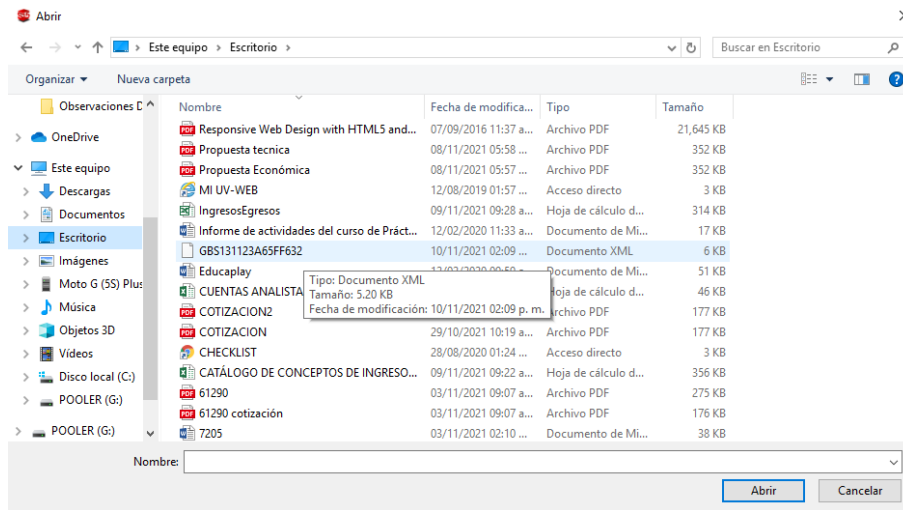 Abrir
Este equipo > Escritorio >
Buscar en Escritorio
Organizar
Nueva carpeta
Observaciones D
OneDrive
Este equipo
Descargas
Documentos
Escritorio
Imágenes
Moto G (5S) Plus
Música
Objetos 3D
Vídeos
Disco local (C:)
POOLER (G:)
POOLER (G:)
Nombre Fecha de modifica... Tipo Tamaño
Responsive Web Design with HTML5 and... 07/09/2016 11:37 a... Archivo PDF 21,645 KB
Propuesta tecnica 08/11/2021 05:58 ... Archivo PDF 352 KB
Propuesta Económica 08/11/2021 05:57 ... Archivo PDF 352 KB
MI UV-WEB 12/08/2019 01:57 ... Acceso directo 3 KB
IngresosEgresos 09/11/2021 09:28 a... Hoja de cálculo d... 314 KB
Informe de actividades del curso de Práct... 12/02/2020 11:33 a... Documento de Mi... 17 KB
GBS131123A65FF632 10/11/2021 02:09 ... Documento XML 6 KB
Educaplay Documento de Mi... 51 KB
CUENTAS ANALISTA Hoja de cálculo d... 46 KB
COTIZACION2 Archivo PDF 177 KB
COTIZACION 29/10/2021 10:19 a... Archivo PDF 177 KB
CHECKLIST 28/08/2020 01:24 ... Acceso directo 3 KB
CATÁLOGO DE CONCEPTOS DE INGRESO... 09/11/2021 09:22 a... Hoja de cálculo d... 356 KB
61290 03/11/2021 09:07 a... Archivo PDF 275 KB
61290 cotización 03/11/2021 09:07 a... Archivo PDF 176 KB
7205 03/11/2021 02:10 ... Documento de Mi... 38 KB
Tipo: Documento XML
Tamaño: 5.20 KB
Fecha de modificación: 10/11/2021 02:09 p. m.
Nombre:
Abrir
Cancelar